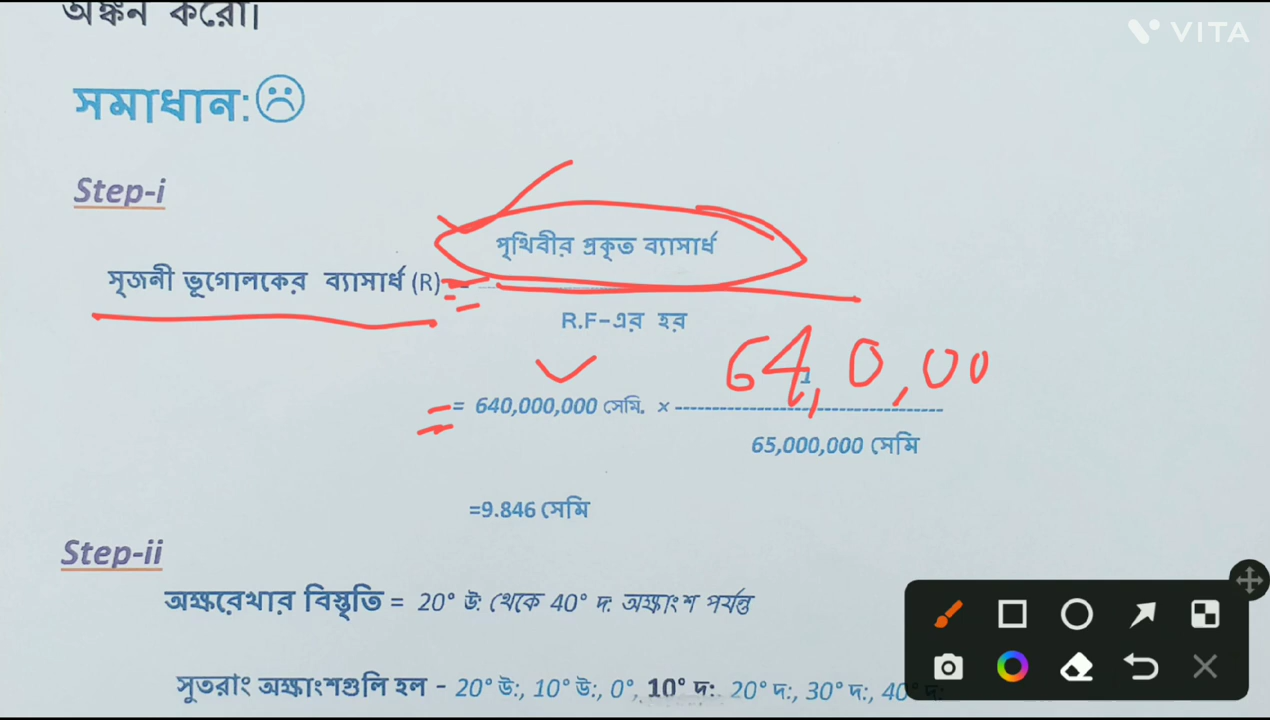 অঙ্কন করো।
VITA
সমাধান:
Step-i
পৃথিবীর প্রকৃত ব্যাসার্ধ
সৃজনী ভূগোলকের ব্যাসার্ধ (R) =
R.F-এর হর
64,0,00
1
= 640,000,000 সেমি. × --------------------------------
65,000,000 সেমি
=9.846 সেমি
Step-ii
অক্ষরেখার বিস্তৃতি = 20° উ: থেকে 40° দ: অক্ষাংশ পর্যন্ত
সুতরাং অক্ষাংশগুলি হল - 20° উ:, 10° উ:, 0°, 10° দ: 20° দ:, 30° দ:, 40° দ: